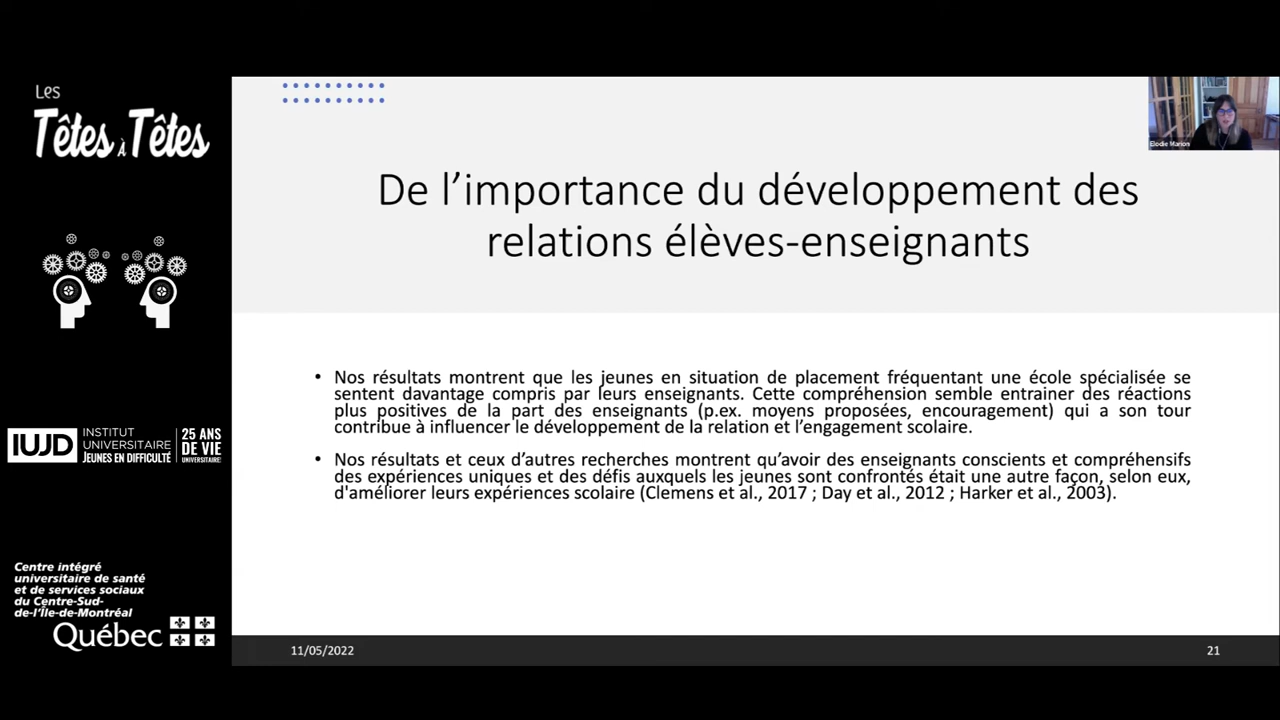 Les
Têtes à Têtes
IUJD
INSTITUT
UNIVERSITAIRE
JEUNES EN DIFFICULTÉ
25 ANS
DE VIE
UNIVERSITAIRE!
Centre intégré
universitaire de santé
et de services sociaux
du Centre-Sud-
de-l'Île-de-Montréal
Québec
Elodie Marion
De l’importance du développement des
relations élèves-enseignants
• Nos résultats montrent que les jeunes en situation de placement fréquentant une école spécialisée se
sentent davantage compris par leurs enseignants. Cette compréhension semble entrainer des réactions
plus positives de la part des enseignants (p.ex. moyens proposées, encouragement) qui a son tour
contribue à influencer le développement de la relation et l’engagement scolaire.
• Nos résultats et ceux d’autres recherches montrent qu’avoir des enseignants conscients et compréhensifs
des expériences uniques et des défis auxquels les jeunes sont confrontés était une autre façon, selon eux,
d'améliorer leurs expériences scolaire (Clemens et al., 2017 ; Day et al., 2012 ; Harker et al., 2003).
11/05/2022
21